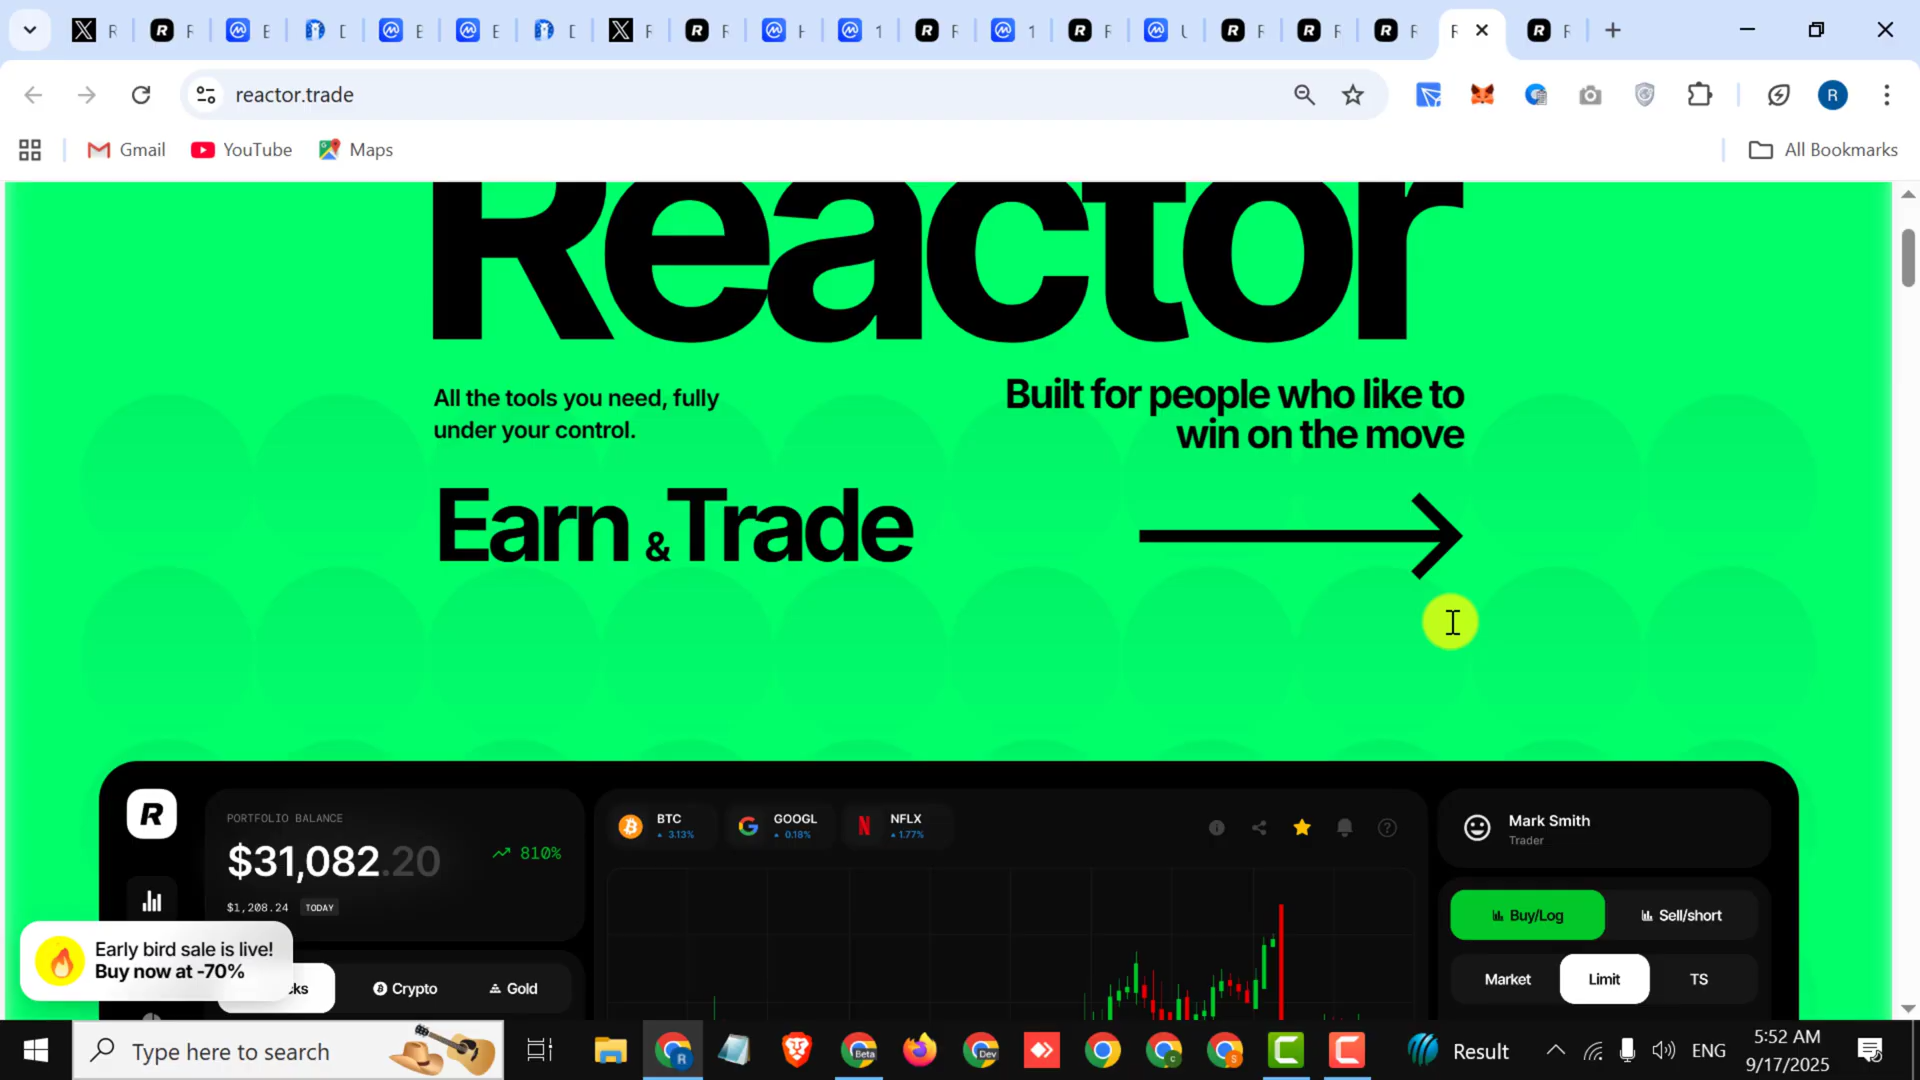 reactor.trade
Gmail
YouTube
Maps
All Bookmarks
Reactor
All the tools you need, fully
under your control.
Built for people who like to
win on the move
Earn & Trade
R
PORTFOLIO BALANCE
$31,082.20
810%
$1,208.24
TODAY
BTC
3.13%
GOOGL
0.18%
NFLX
1.77%
Mark Smith
Trader
Buy/Log
Sell/short
Early bird sale is live!
Buy now at -70%
cks
Crypto
Gold
Market
Limit
TS
Type here to search
Result
ENG
5:52 AM
9/17/2025